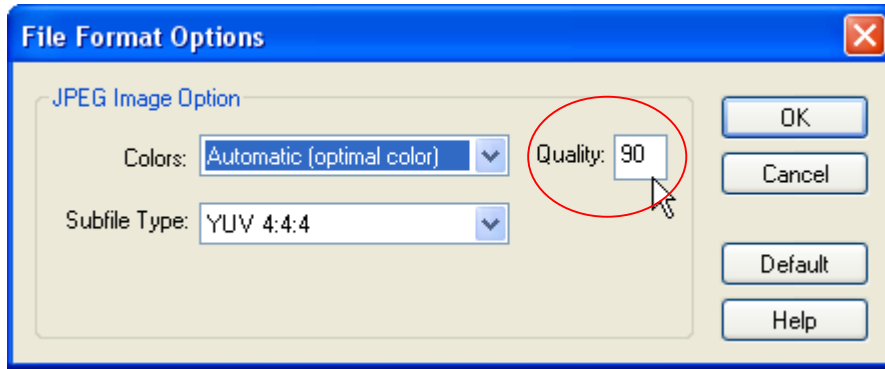 File Format Options
JPEG Image Option
Colors: Automatic (optimal color) Quality: 90
Subfile Type: YUV 4:4:4
OK
Cancel
Default
Help